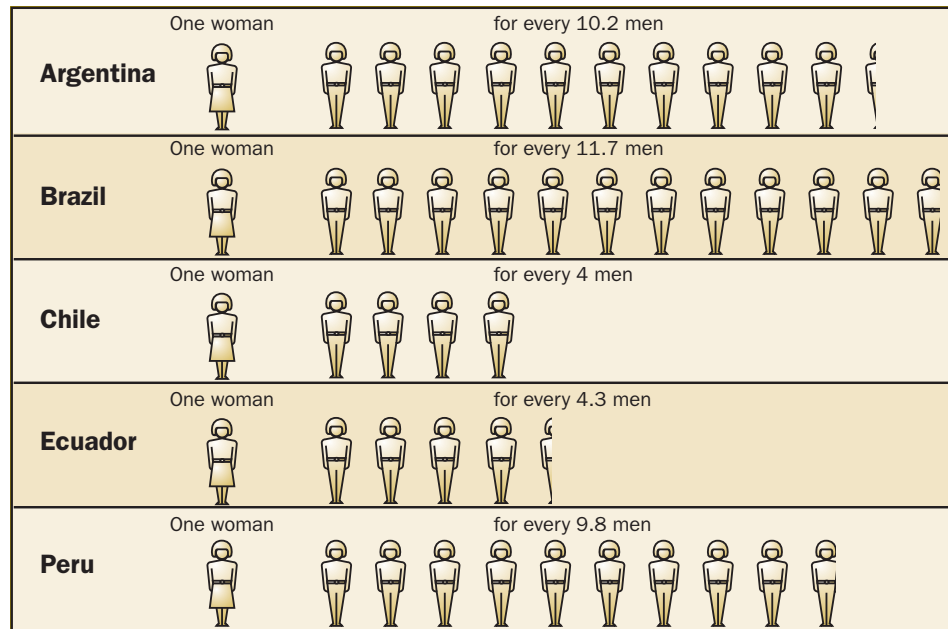 One woman for every 10.2 men
Argentina
One woman for every 11.7 men
Brazil
One woman for every 4 men
Chile
One woman for every 4.3 men
Ecuador
One woman for every 9.8 men
Peru